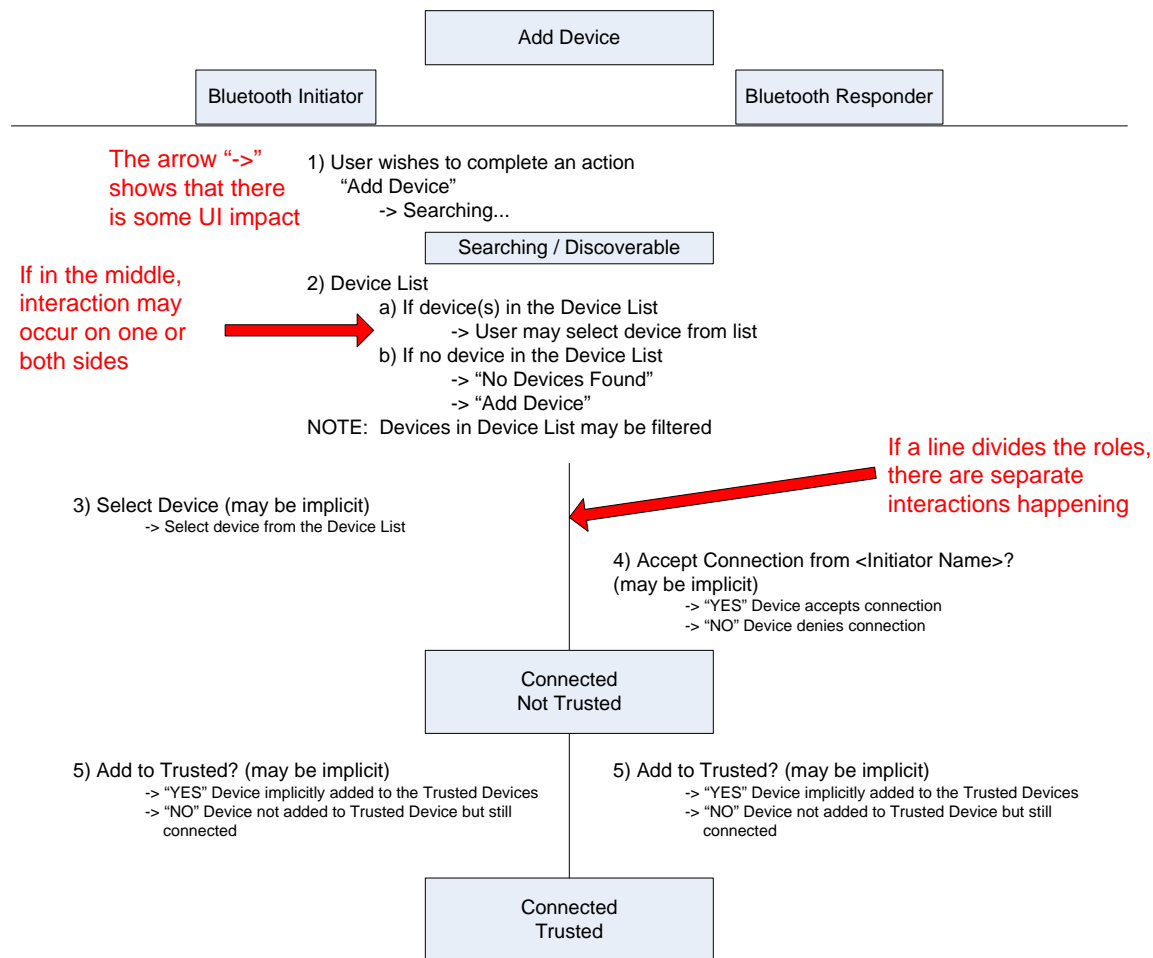 Add Device
Bluetooth Initiator
Bluetooth Responder
The arrow “->”
shows that there
is some UI impact
1) User wishes to complete an action
“Add Device”
-> Searching...
Searching / Discoverable
If in the middle,
interaction may
occur on one or
both sides
2) Device List
a) If device(s) in the Device List
-> User may select device from list
b) If no device in the Device List
-> “No Devices Found”
-> “Add Device”
NOTE:  Devices in Device List may be filtered
If a line divides the roles,
there are separate
interactions happening
3) Select Device (may be implicit)
-> Select device from the Device List
4) Accept Connection from <Initiator Name>?
(may be implicit)
-> “YES” Device accepts connection
-> “NO” Device denies connection
Connected
Not Trusted
5) Add to Trusted? (may be implicit)
-> “YES” Device implicitly added to the Trusted Devices
-> “NO” Device not added to Trusted Device but still
connected
5) Add to Trusted? (may be implicit)
-> “YES” Device implicitly added to the Trusted Devices
-> “NO” Device not added to Trusted Device but still
connected
Connected
Trusted